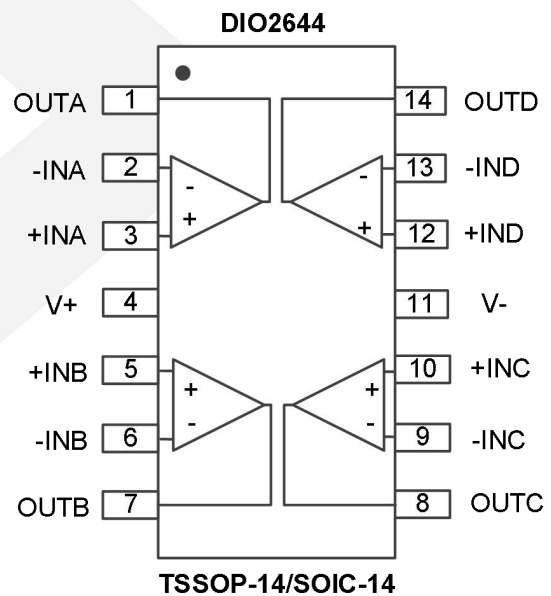 DIO2644
OUTA 1 14 OUTD
-INA 2 - - 13 -IND
+INA 3 + + 12 +IND
V+ 4 11 V-
+INB 5 + + 10 +INC
-INB 6 - - 9 -INC
OUTB 7 8 OUTC
TSSOP-14/SOIC-14